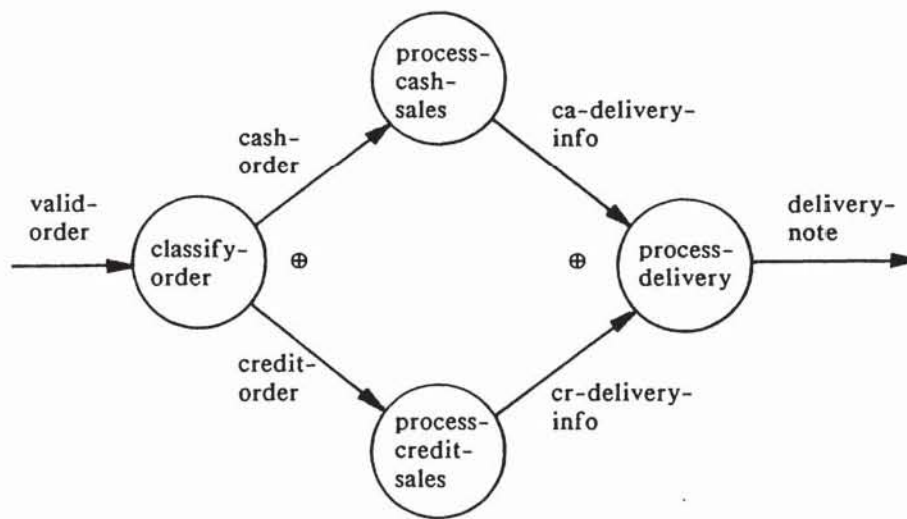 process-
cash-
sales
cash-
order
ca-delivery-
info
valid-
order
classify-
order
⊕
⊕
process-
delivery
delivery-
note
credit-
order
process-
credit-
sales
cr-delivery-
info